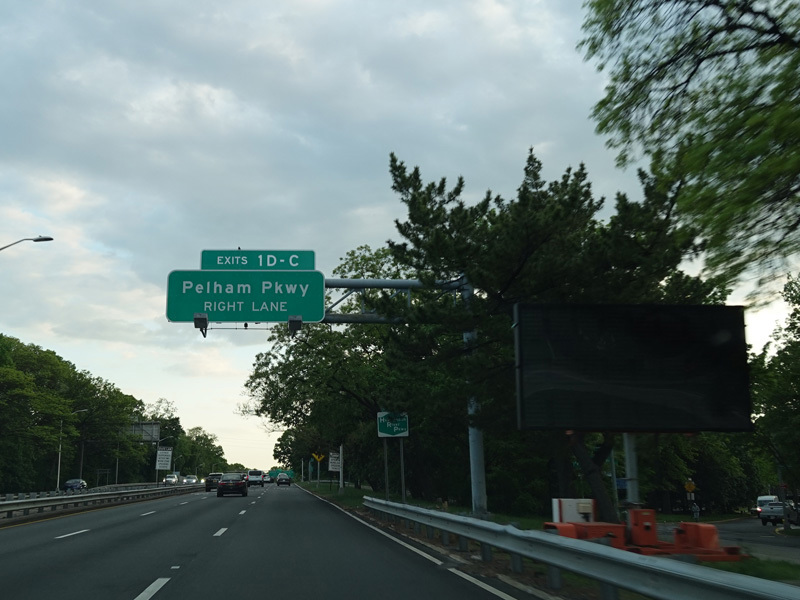 EXITS 1D-C
Pelham Pkwy
RIGHT LANE